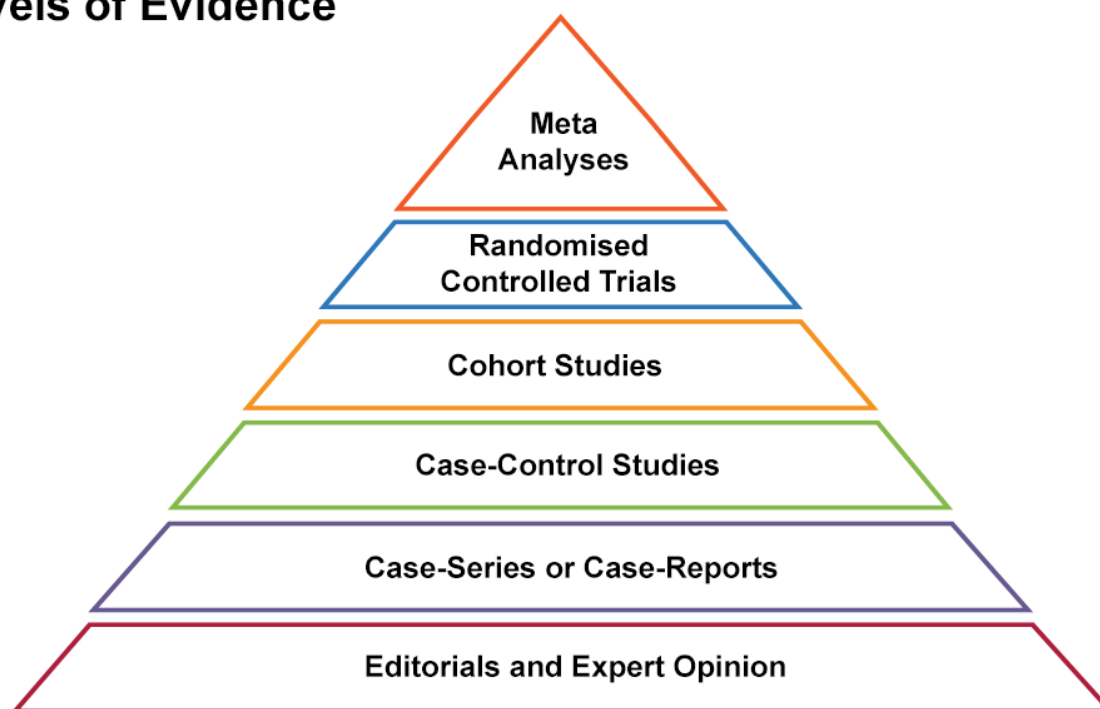 of Evidence
Meta
Analyses
Randomised
Controlled Trials
Cohort Studies
Case-Control Studies
Case-Series or Case-Reports
Editorials and Expert Opinion